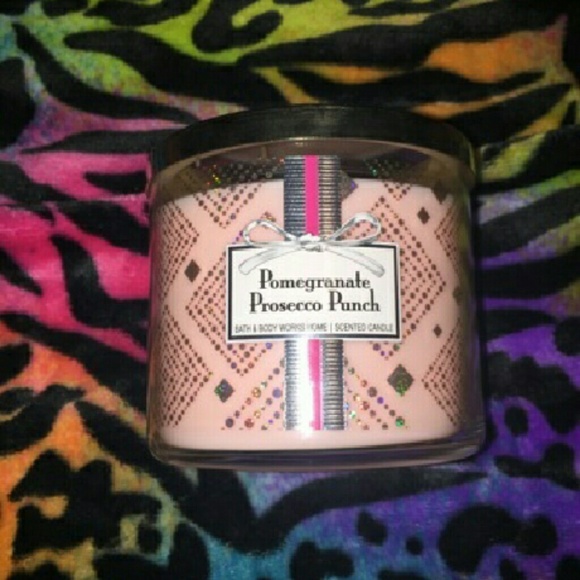 Pomegranate
Prosecco Punch
BATH & BODY WORKS HOME | SCENTED CANDLE